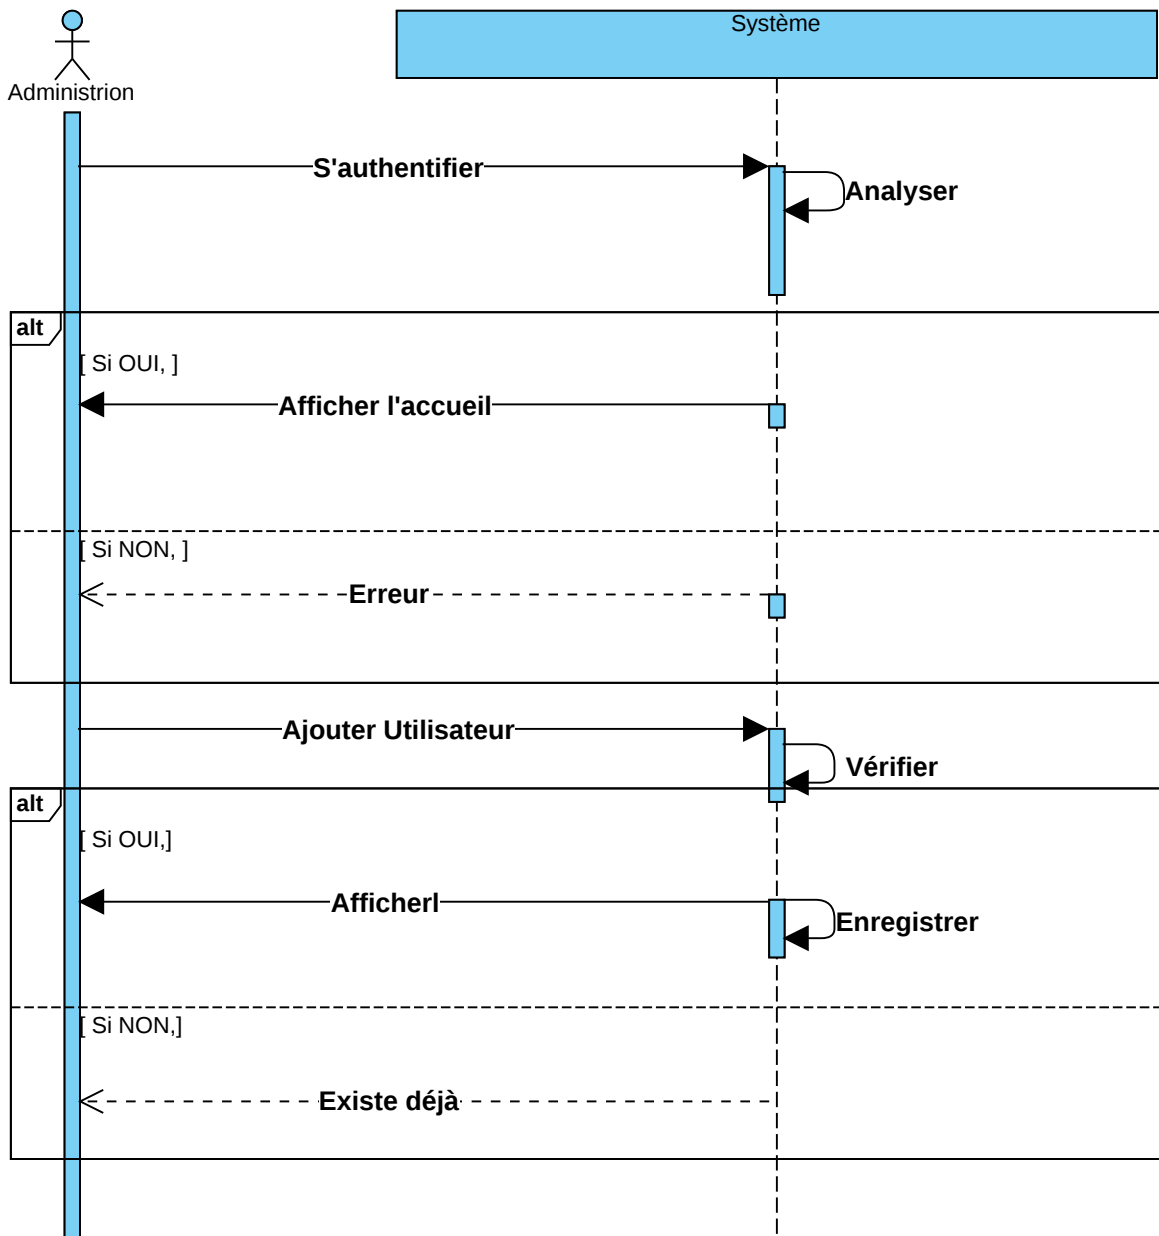 Système
Administrion
S'authentifier
Analyser
alt
[ Si OUI, ]
Afficher l'accueil
[ Si NON, ]
Erreur
Ajouter Utilisateur
Vérifier
alt
[ Si OUI,]
Afficherl
Enregistrer
[ Si NON,]
Existe déjà